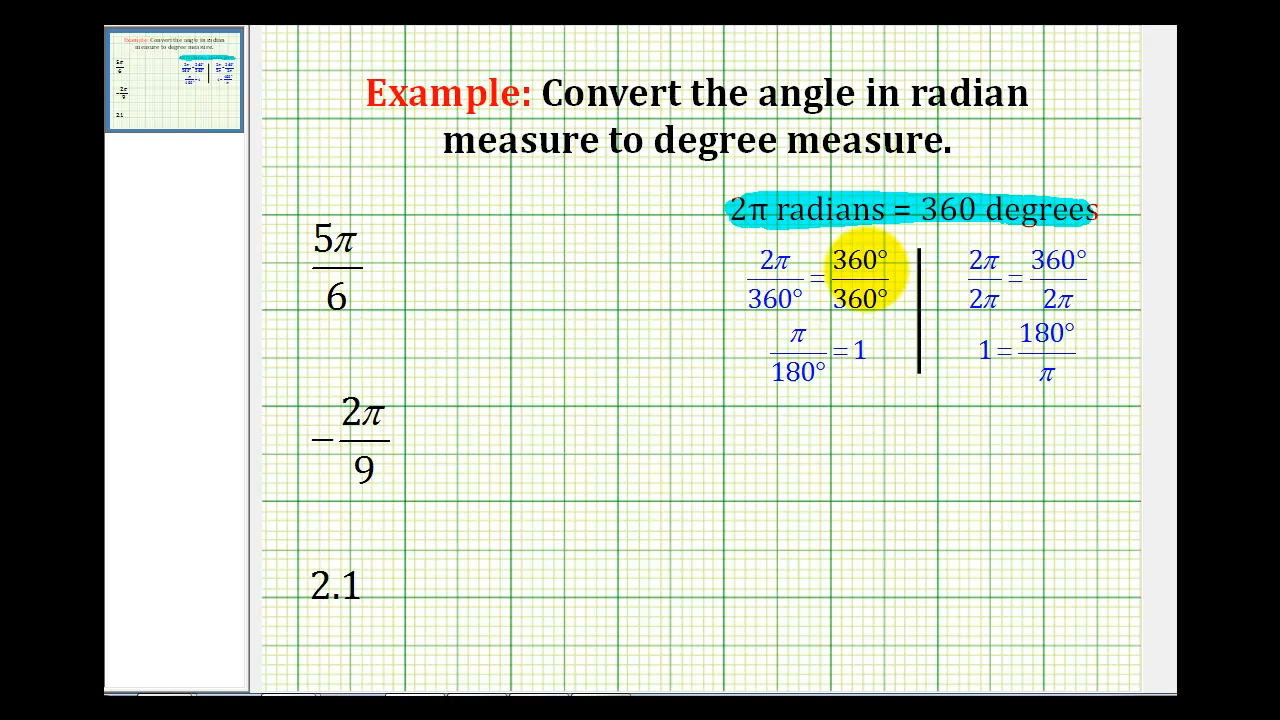 Example: Convert the angle in radian
measure to degree measure.
2π radians = 360 degrees
5π/6
2π/360° = 360°/360°
2π/2π = 360°/2π
π/180° = 1
1 = 180°/π
-2π/9
2.1